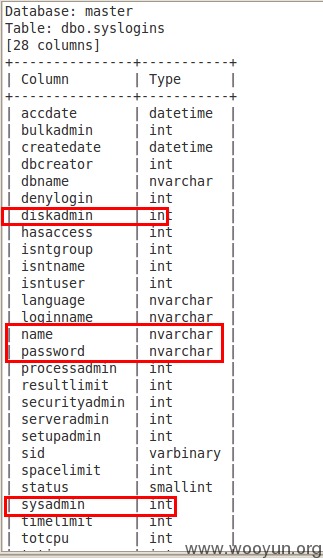 Database: master
Table: dbo.syslogins
[28 columns]
+---------------+-----------+
| Column | Type |
+---------------+-----------+
| accdate | datetime |
| bulkadmin | int |
| createdate | datetime |
| dbcreator | int |
| dbname | nvarchar |
| denylogin | int |
| diskadmin | int |
| hasaccess | int |
| isntgroup | int |
| isntname | int |
| isntuser | int |
| language | nvarchar |
| loginname | nvarchar |
| name | nvarchar |
| password | nvarchar |
| processadmin | int |
| resultlimit | int |
| securityadmin | int |
| serveradmin | int |
| setupadmin | int |
| sid | varbinary |
| spacelimit | int |
| status | smallint |
| sysadmin | int |
| timelimit | int |
| totcpu | int |
www.wooyun.org